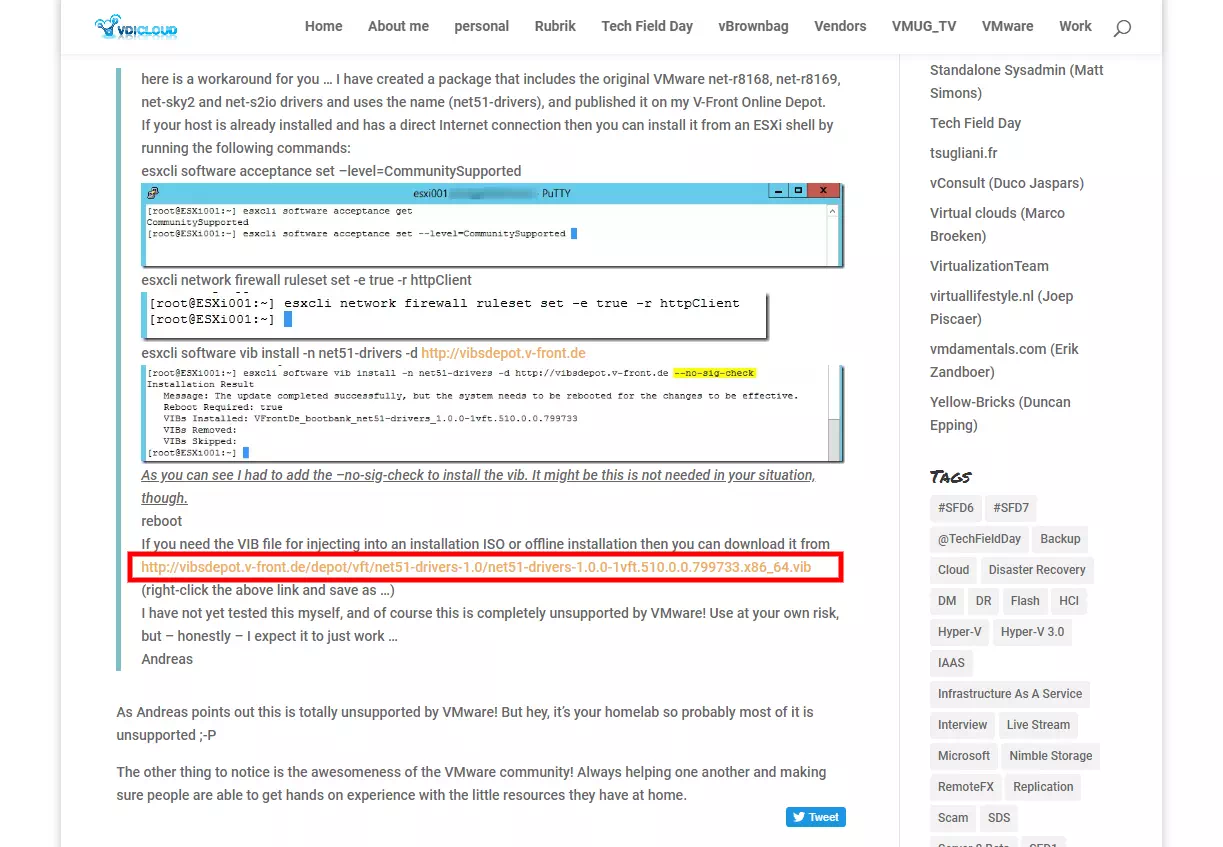 VDICLOUD
Home
About me
personal
Rubrik
Tech Field Day
vBrownbag
Vendors
VMUG_TV
VMware
Work
here is a workaround for you … I have created a package that includes the original VMware net-r8168, net-r8169,
net-sky2 and net-s2io drivers and uses the name (net51-drivers), and published it on my V-Front Online Depot.
If your host is already installed and has a direct Internet connection then you can install it from an ESXi shell by
running the following commands:
esxcli software acceptance set –level=CommunitySupported
esxi001
PuTTY
[root@ESXi001:~] esxcli software acceptance get
CommunitySupported
[root@ESXi001:~] esxcli software acceptance set --level=CommunitySupported
esxcli network firewall ruleset set -e true -r httpClient
[root@ESXi001:~] esxcli network firewall ruleset set -e true -r httpClient
[root@ESXi001:~]
esxcli software vib install -n net51-drivers -d http://vibsdepot.v-front.de
[root@ESXi001:~] esxcli software vib install -n net51-drivers -d http://vibsdepot.v-front.de --no-sig-check
Installation Result
Message: The update completed successfully, but the system needs to be rebooted for the changes to be effective.
Reboot Required: true
VIBs Installed: VFrontDe_bootbank_net51-drivers_1.0.0-1vft.510.0.0.799733
VIBs Removed:
VIBs Skipped:
[root@ESXi001:~]
As you can see I had to add the –no-sig-check to install the vib. It might be this is not needed in your situation,
though.
reboot
If you need the VIB file for injecting into an installation ISO or offline installation then you can download it from
http://vibsdepot.v-front.de/depot/vft/net51-drivers-1.0/net51-drivers-1.0.0-1vft.510.0.0.799733.x86_64.vib
(right-click the above link and save as …)
I have not yet tested this myself, and of course this is completely unsupported by VMware! Use at your own risk,
but – honestly – I expect it to just work …
Andreas
As Andreas points out this is totally unsupported by VMware! But hey, it's your homelab so probably most of it is
unsupported ;-P
The other thing to notice is the awesomeness of the VMware community! Always helping one another and making
sure people are able to get hands on experience with the little resources they have at home.
Tweet
Standalone Sysadmin (Matt
Simons)
Tech Field Day
tsugliani.fr
vConsult (Duco Jaspars)
Virtual clouds (Marco
Broeken)
VirtualizationTeam
virtuallifestyle.nl (Joep
Piscaer)
vmdamentals.com (Erik
Zandboer)
Yellow-Bricks (Duncan
Epping)
Tags
#SFD6
#SFD7
@TechFieldDay
Backup
Cloud
Disaster Recovery
DM
DR
Flash
HCI
Hyper-V
Hyper-V 3.0
IAAS
Infrastructure As A Service
Interview
Live Stream
Microsoft
Nimble Storage
RemoteFX
Replication
Scam
SDS